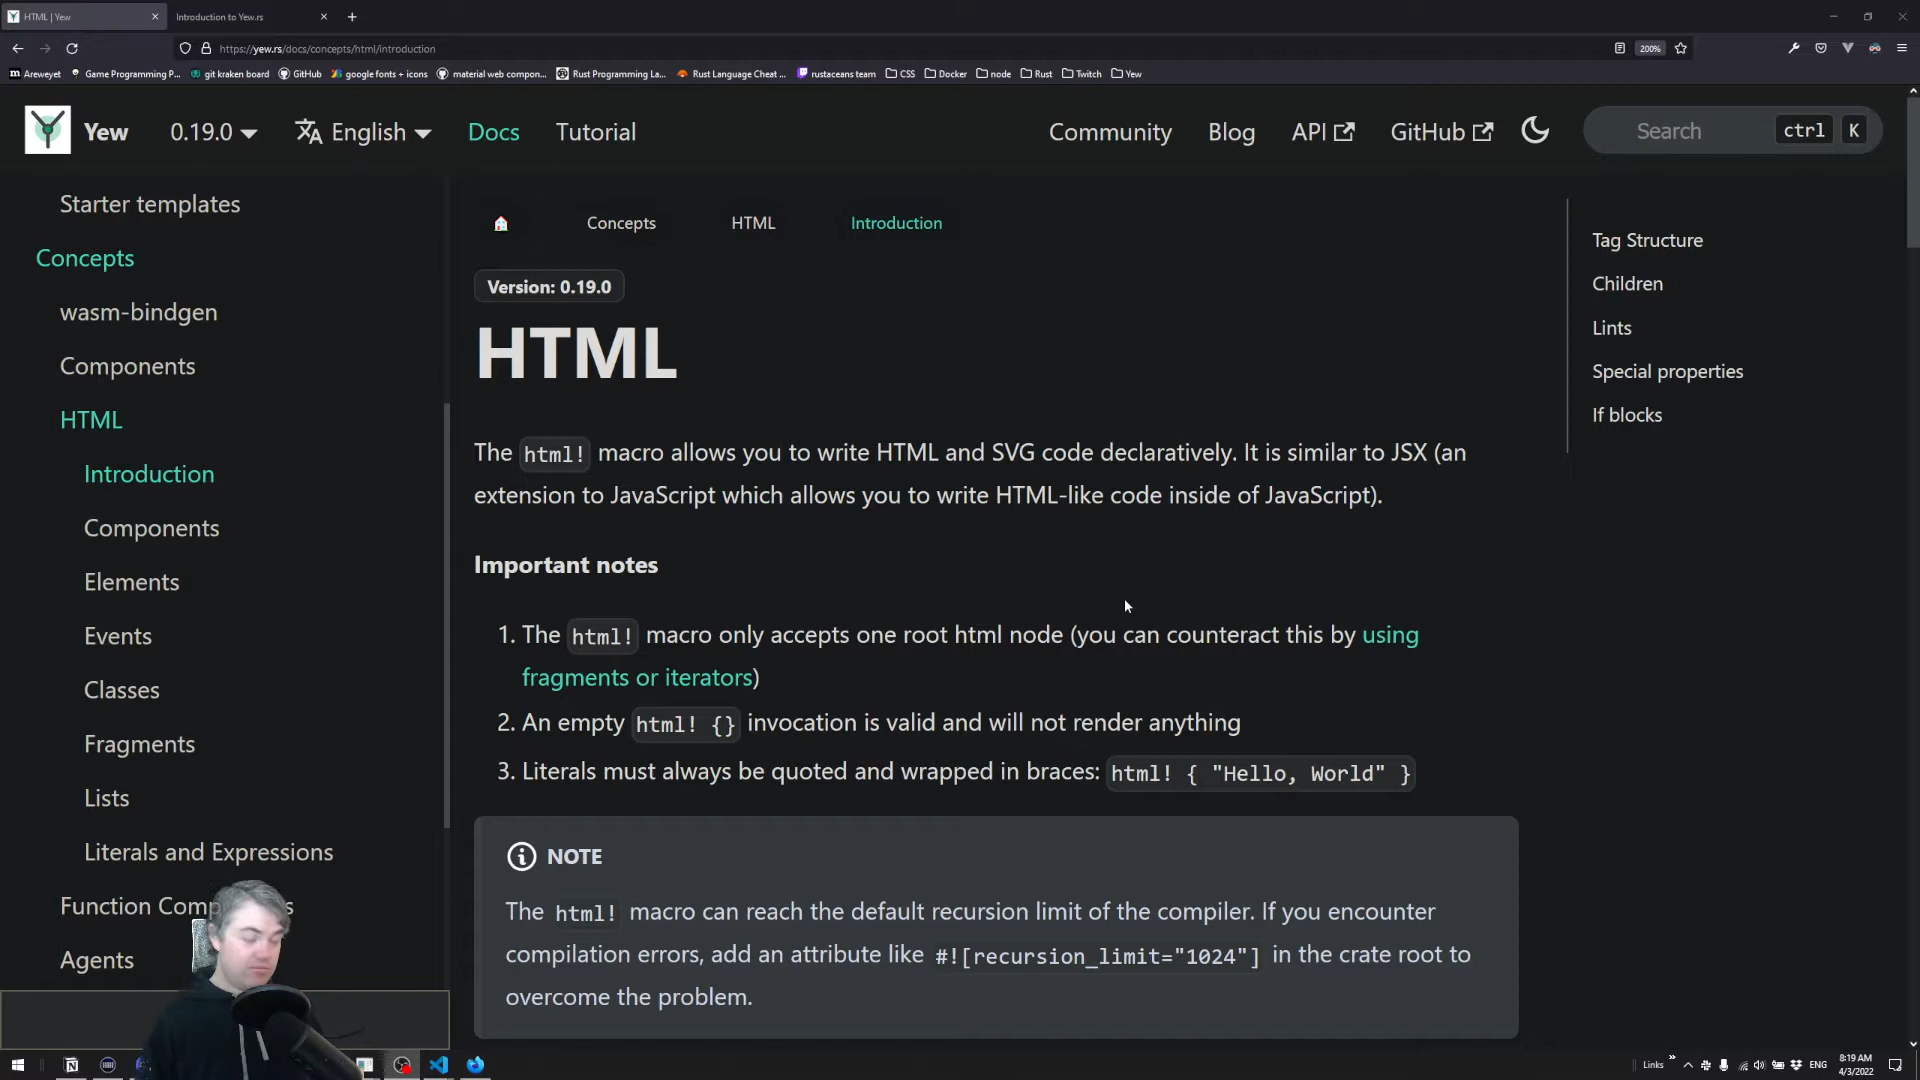 HTML | Yew
Introduction to Yew.rs
https://yew.rs/docs/concepts/html/introduction
200%
Areweyet
Game Programming P...
git kraken board
GitHub
google fonts + icons
material web compon...
Rust Programming La...
Rust Language Cheat ...
rustaceans team
CSS
Docker
node
Rust
Twitch
Yew
Yew
0.19.0
English
Docs
Tutorial
Community
Blog
API
GitHub
Search
ctrl
K
Starter templates
Concepts
wasm-bindgen
Components
HTML
Introduction
Components
Elements
Events
Classes
Fragments
Lists
Literals and Expressions
Function Comp
s
Agents
Concepts
HTML
Introduction
Version: 0.19.0
HTML
The html! macro allows you to write HTML and SVG code declaratively. It is similar to JSX (an
extension to JavaScript which allows you to write HTML-like code inside of JavaScript).
Important notes
1. The html! macro only accepts one root html node (you can counteract this by using
fragments or iterators)
2. An empty html! {} invocation is valid and will not render anything
3. Literals must always be quoted and wrapped in braces: html! { "Hello, World" }
NOTE
The html! macro can reach the default recursion limit of the compiler. If you encounter
compilation errors, add an attribute like #![recursion_limit="1024"] in the crate root to
overcome the problem.
Tag Structure
Children
Lints
Special properties
If blocks
Links
ENG
8:19 AM
4/3/2022